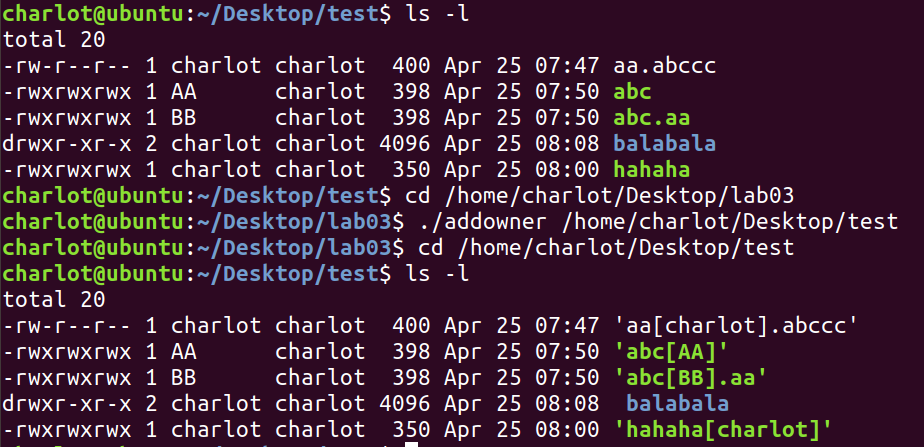 charlot@ubuntu:~/Desktop/test$ ls -l
total 20
-rw-r--r-- 1 charlot charlot  400 Apr 25 07:47 aa.abccc
-rwxrwxrwx 1 AA      charlot  398 Apr 25 07:50 abc
-rwxrwxrwx 1 BB      charlot  398 Apr 25 07:50 abc.aa
drwxr-xr-x 2 charlot charlot 4096 Apr 25 08:08 balabala
-rwxrwxrwx 1 charlot charlot  350 Apr 25 08:00 hahaha
charlot@ubuntu:~/Desktop/test$ cd /home/charlot/Desktop/lab03
charlot@ubuntu:~/Desktop/lab03$ ./addowner /home/charlot/Desktop/test
charlot@ubuntu:~/Desktop/lab03$ cd /home/charlot/Desktop/test
charlot@ubuntu:~/Desktop/test$ ls -l
total 20
-rw-r--r-- 1 charlot charlot  400 Apr 25 07:47 'aa[charlot].abccc'
-rwxrwxrwx 1 AA      charlot  398 Apr 25 07:50 'abc[AA]'
-rwxrwxrwx 1 BB      charlot  398 Apr 25 07:50 'abc[BB].aa'
drwxr-xr-x 2 charlot charlot 4096 Apr 25 08:08  balabala
-rwxrwxrwx 1 charlot charlot  350 Apr 25 08:00 'hahaha[charlot]'